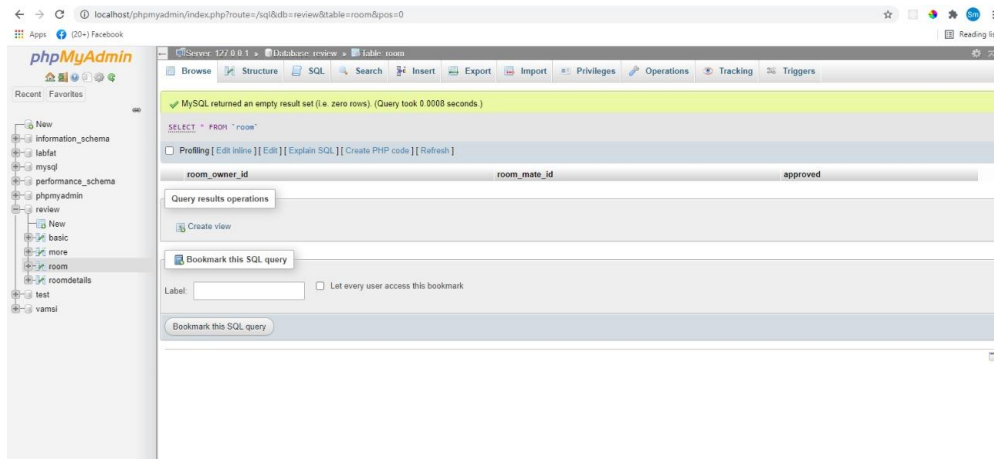 localhost/phpmyadmin/index.php?route=/sql&db=review&table=room&pos=0
Sm
Apps (20+) Facebook
Reading lis
phpMyAdmin
Recent Favorites
New
information_schema
labfat
mysql
performance_schema
phpmyadmin
review
New
basic
more
room
roomdetails
test
vamsi
Server: 127.0.0.1 » Database: review » Table: room
Browse Structure SQL Search Insert Export Import Privileges Operations Tracking Triggers
MySQL returned an empty result set (i.e. zero rows). (Query took 0.0008 seconds.)
SELECT * FROM `room`
Profiling [ Edit inline ] [ Edit ] [ Explain SQL ] [ Create PHP code ] [ Refresh ]
room_owner_id room_mate_id approved
Query results operations
Create view
Bookmark this SQL query
Label: Let every user access this bookmark
Bookmark this SQL query